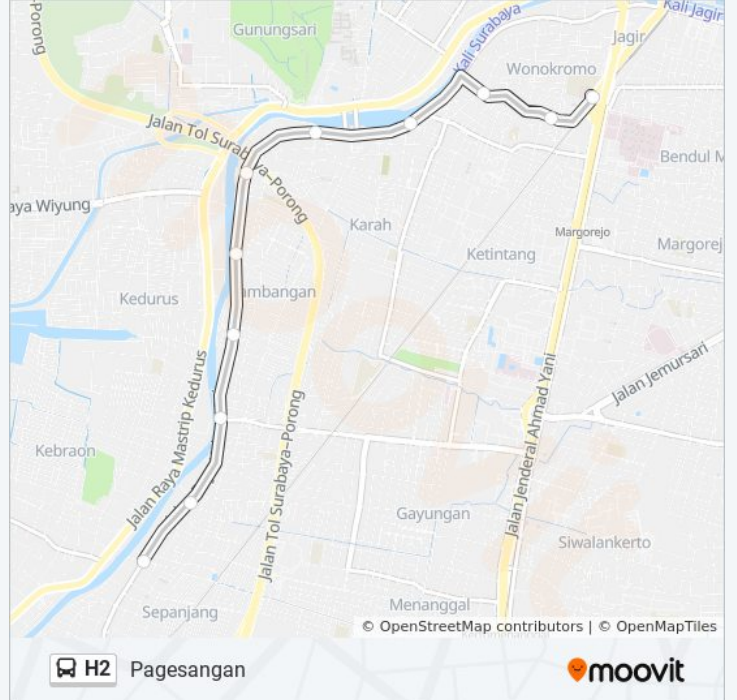 –Porong
Gunungsari
Kali Surabaya
Kali Jagir
Jagir
Wonokromo
Jalan Tol Surabaya–Porong
Bendul M
aya Wiyung
Karah
Margorejo
Ketintang
Margorej
Kedurus
ambangan
Jalan Raya Mastrip Kedurus
Jalan Jenderal Ahmad Yani
Jalan Jemursari
Jalan Tol Surabaya–Porong
Kebraon
Gayungan
Siwalankerto
Menanggal
Sepanjang
© OpenStreetMap contributors | © OpenMapTiles
H2 Pagesangan
moovit